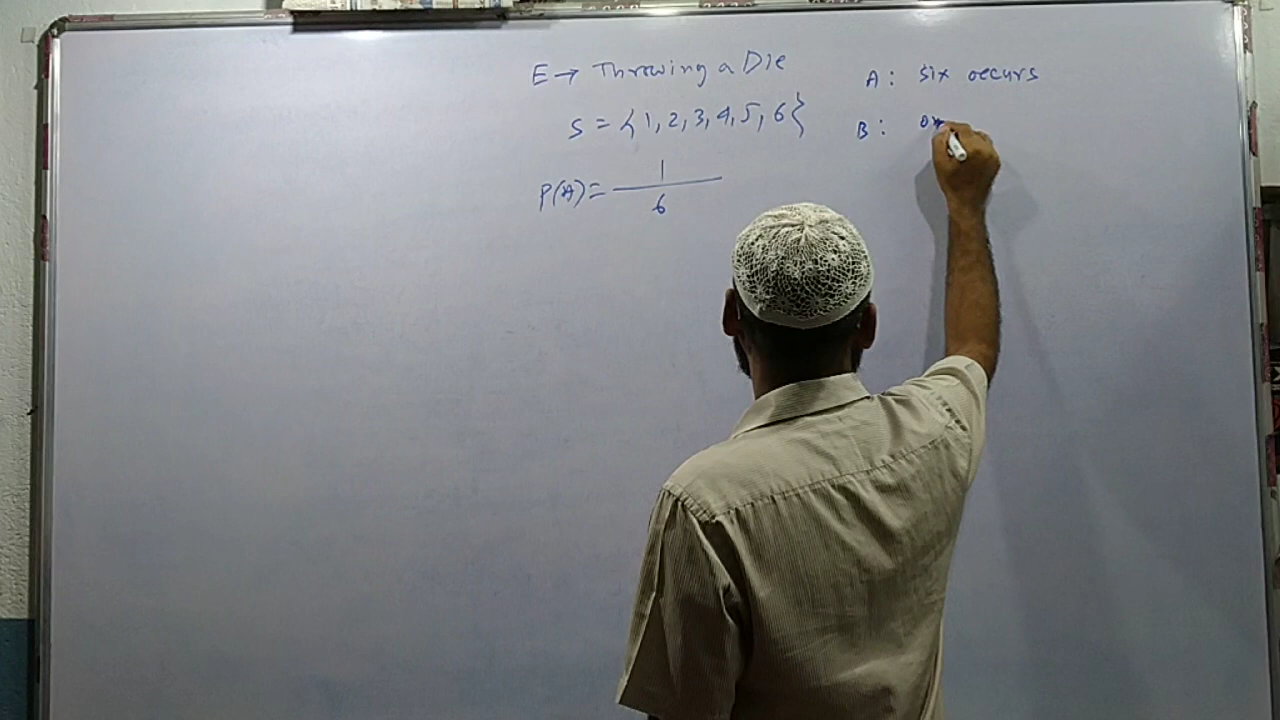 E → Throwing a Die
S = {1, 2, 3, 4, 5, 6}
P(A) = 1/6
A : Six occurs
B :